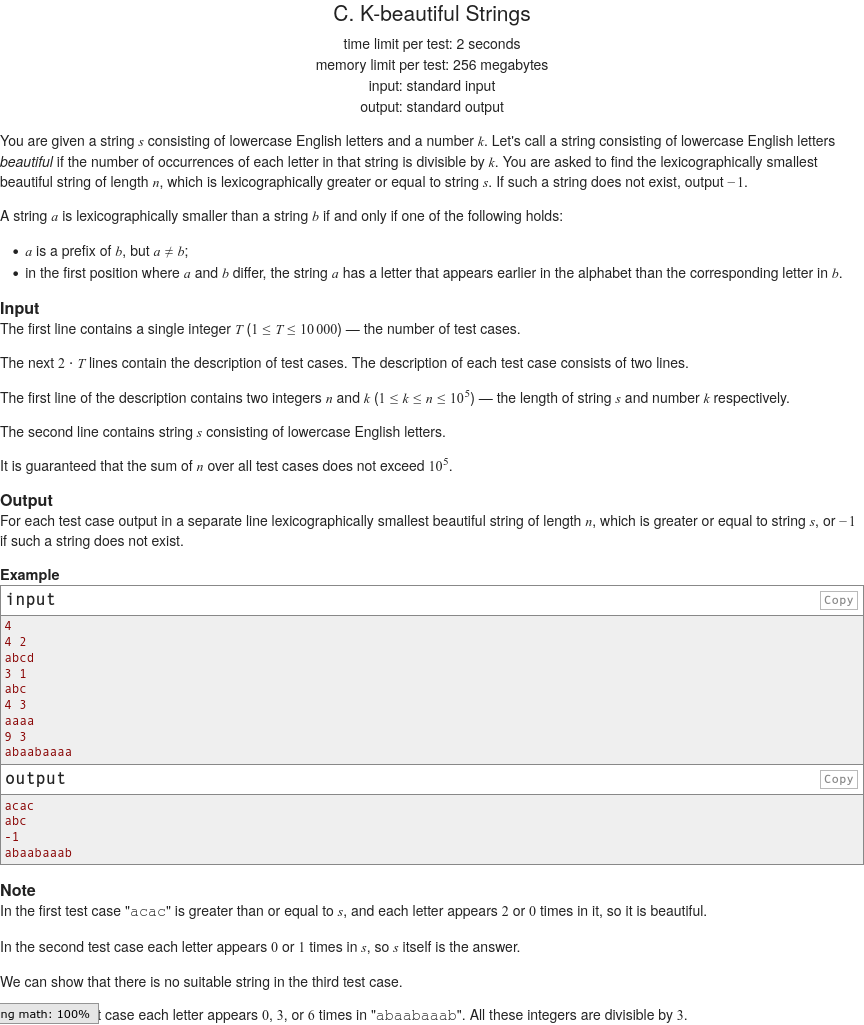 C. K-beautiful Strings
time limit per test: 2 seconds
memory limit per test: 256 megabytes
input: standard input
output: standard output
You are given a string s consisting of lowercase English letters and a number k. Let's call a string consisting of lowercase English letters
beautiful if the number of occurrences of each letter in that string is divisible by k. You are asked to find the lexicographically smallest
beautiful string of length n, which is lexicographically greater or equal to string s. If such a string does not exist, output −1.
A string a is lexicographically smaller than a string b if and only if one of the following holds:
• a is a prefix of b, but a ≠ b;
• in the first position where a and b differ, the string a has a letter that appears earlier in the alphabet than the corresponding letter in b.
Input
The first line contains a single integer T (1 ≤ T ≤ 10 000) — the number of test cases.
The next 2 · T lines contain the description of test cases. The description of each test case consists of two lines.
The first line of the description contains two integers n and k (1 ≤ k ≤ n ≤ 10⁵) — the length of string s and number k respectively.
The second line contains string s consisting of lowercase English letters.
It is guaranteed that the sum of n over all test cases does not exceed 10⁵.
Output
For each test case output in a separate line lexicographically smallest beautiful string of length n, which is greater or equal to string s, or −1
if such a string does not exist.
Example
input Copy
4
4 2
abcd
3 1
abc
4 3
aaaa
9 3
abaabaaaa
output Copy
acac
abc
-1
abaabaaab
Note
In the first test case "acac" is greater than or equal to s, and each letter appears 2 or 0 times in it, so it is beautiful.
In the second test case each letter appears 0 or 1 times in s, so s itself is the answer.
We can show that there is no suitable string in the third test case.
ng math: 100% case each letter appears 0, 3, or 6 times in "abaabaaab". All these integers are divisible by 3.